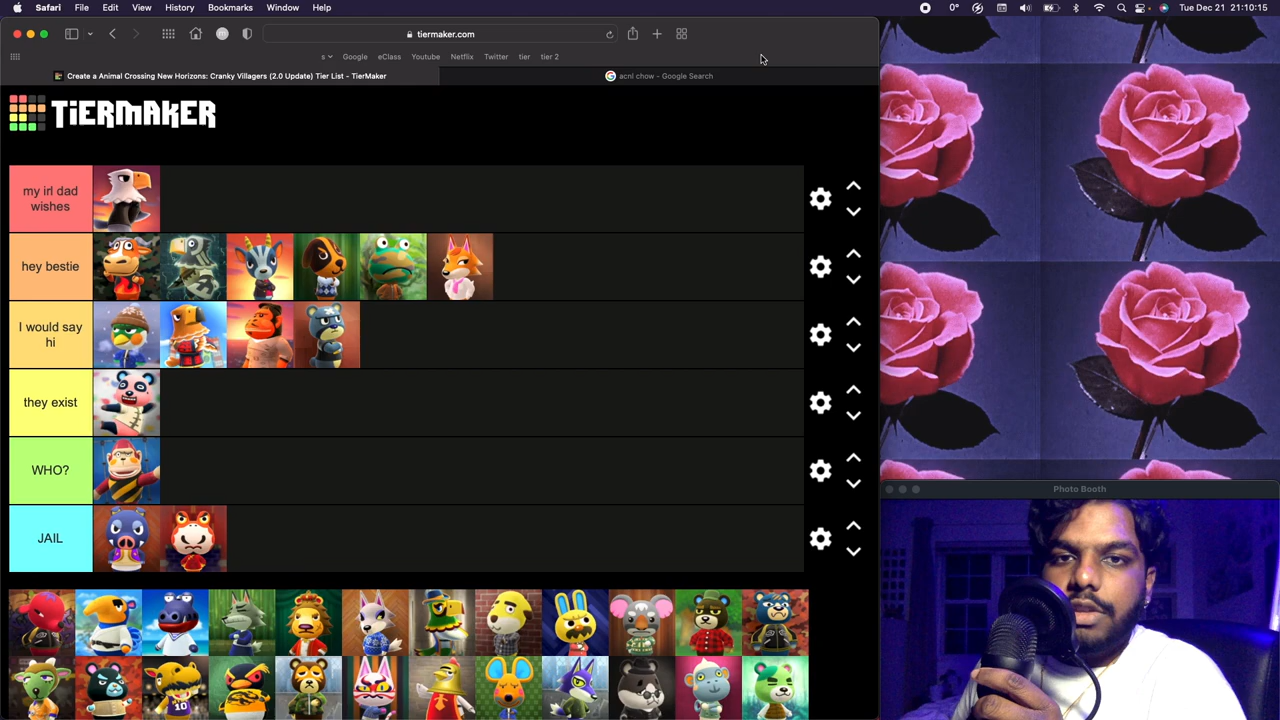 Safari File Edit View History Bookmarks Window Help
0° Tue Dec 21 21:10:15
tiermaker.com
s Google eClass Youtube Netflix Twitter tier tier 2
Create a Animal Crossing New Horizons: Cranky Villagers (2.0 Update) Tier List - TierMaker
acnl chow – Google Search
TiERMAKER
my irl dad
wishes
hey bestie
I would say
hi
they exist
WHO?
JAIL
10
Photo Booth